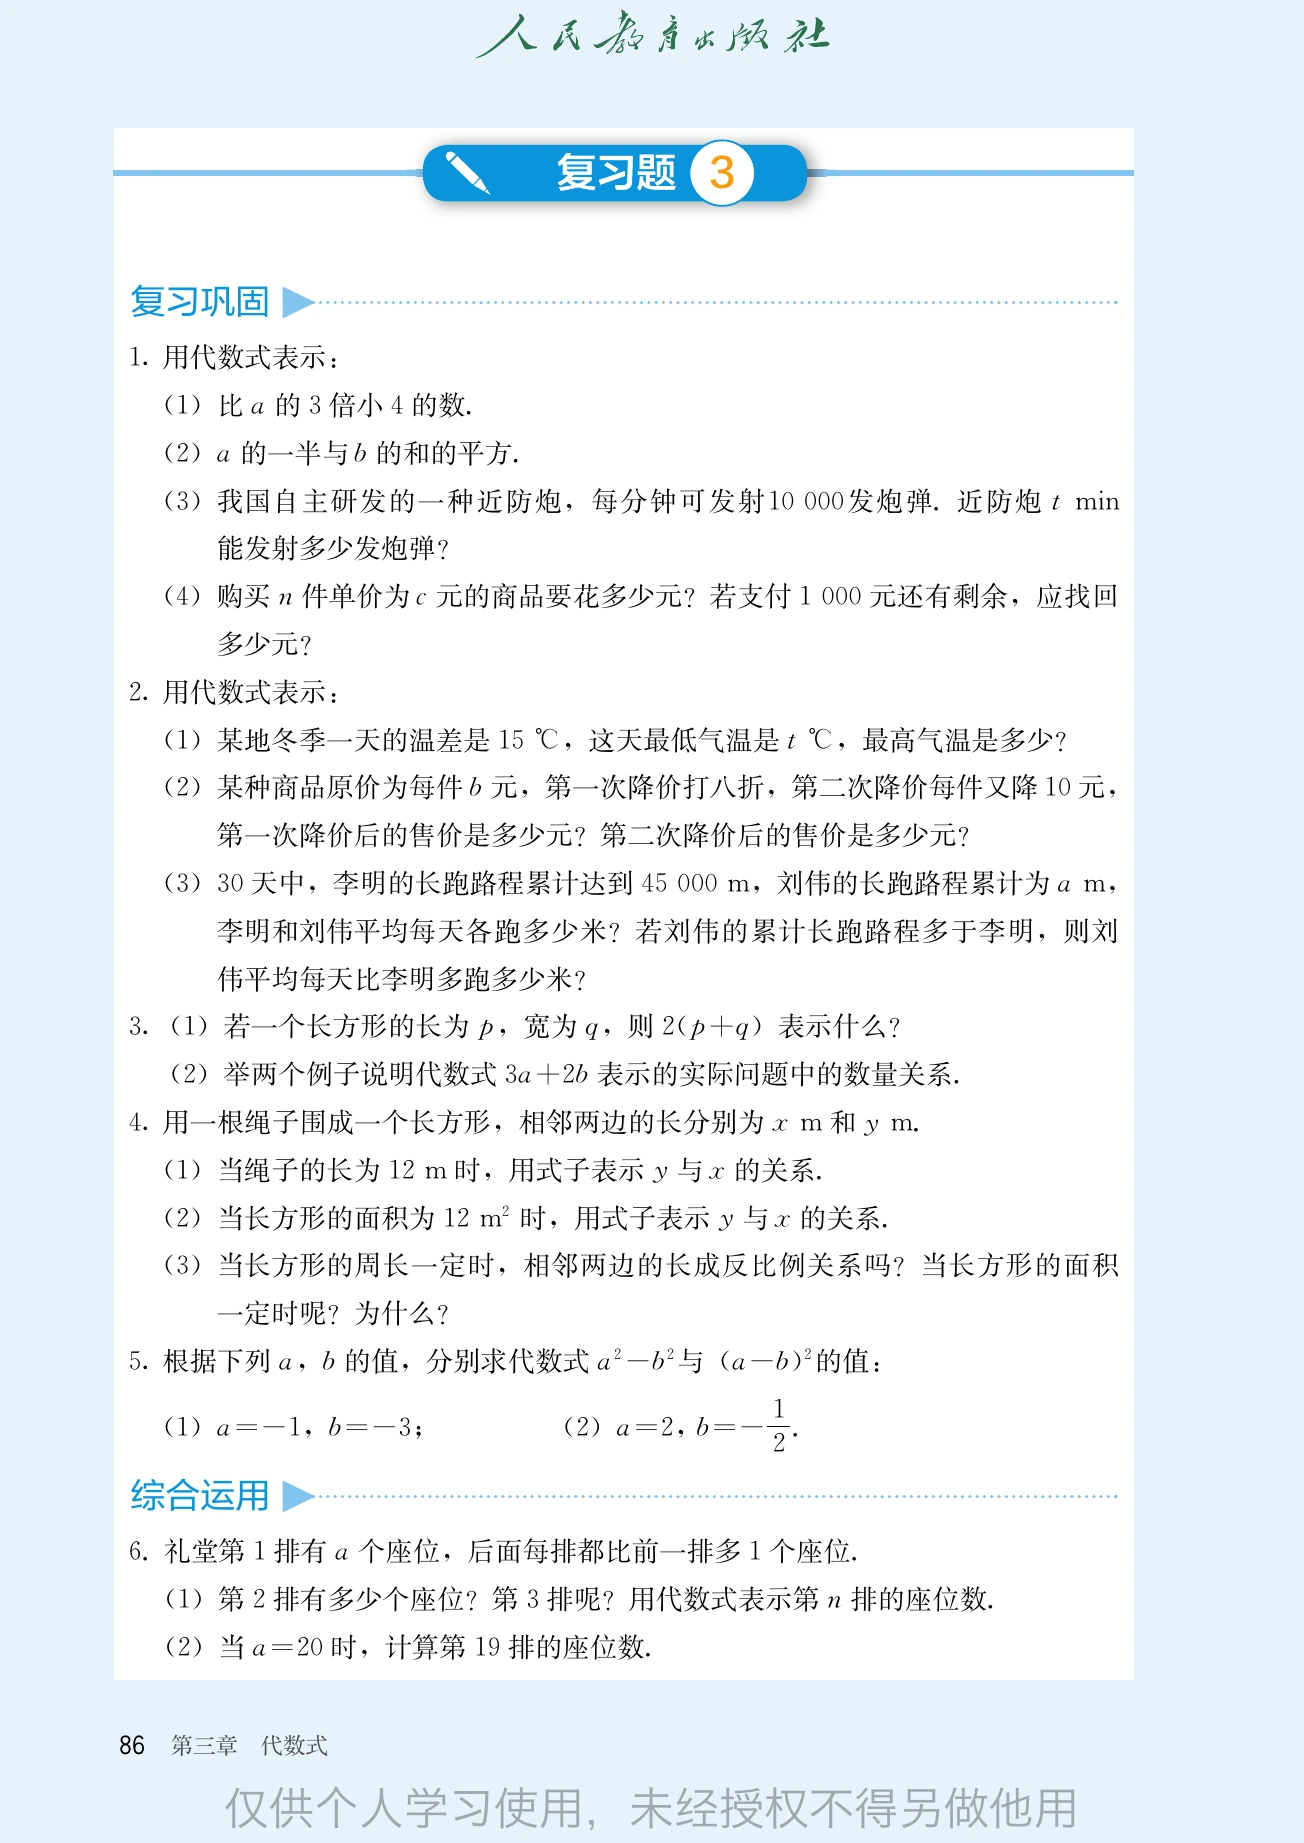 人民教育出版社
复习题 3
复习巩固
1. 用代数式表示：
（1）比 a 的 3 倍小 4 的数.
（2）a 的一半与 b 的和的平方.
（3）我国自主研发的一种近防炮，每分钟可发射10 000发炮弹. 近防炮 t min
能发射多少发炮弹？
（4）购买 n 件单价为 c 元的商品要花多少元？若支付 1 000 元还有剩余，应找回
多少元？
2. 用代数式表示：
（1）某地冬季一天的温差是 15 ℃，这天最低气温是 t ℃，最高气温是多少？
（2）某种商品原价为每件 b 元，第一次降价打八折，第二次降价每件又降 10 元，
第一次降价后的售价是多少元？第二次降价后的售价是多少元？
（3）30 天中，李明的长跑路程累计达到 45 000 m，刘伟的长跑路程累计为 a m，
李明和刘伟平均每天各跑多少米？若刘伟的累计长跑路程多于李明，则刘
伟平均每天比李明多跑多少米？
3.（1）若一个长方形的长为 p，宽为 q，则 2(p＋q) 表示什么？
（2）举两个例子说明代数式 3a＋2b 表示的实际问题中的数量关系.
4. 用一根绳子围成一个长方形，相邻两边的长分别为 x m 和 y m.
（1）当绳子的长为 12 m 时，用式子表示 y 与 x 的关系.
（2）当长方形的面积为 12 m² 时，用式子表示 y 与 x 的关系.
（3）当长方形的周长一定时，相邻两边的长成反比例关系吗？当长方形的面积
一定时呢？为什么？
5. 根据下列 a，b 的值，分别求代数式 a²－b²与（a－b)²的值：
（1）a＝－1，b＝－3；（2）a＝2，b＝－1/2.
综合运用
6. 礼堂第 1 排有 a 个座位，后面每排都比前一排多 1 个座位.
（1）第 2 排有多少个座位？第 3 排呢？用代数式表示第 n 排的座位数.
（2）当 a＝20 时，计算第 19 排的座位数.
86 第三章 代数式
仅供个人学习使用，未经授权不得另做他用